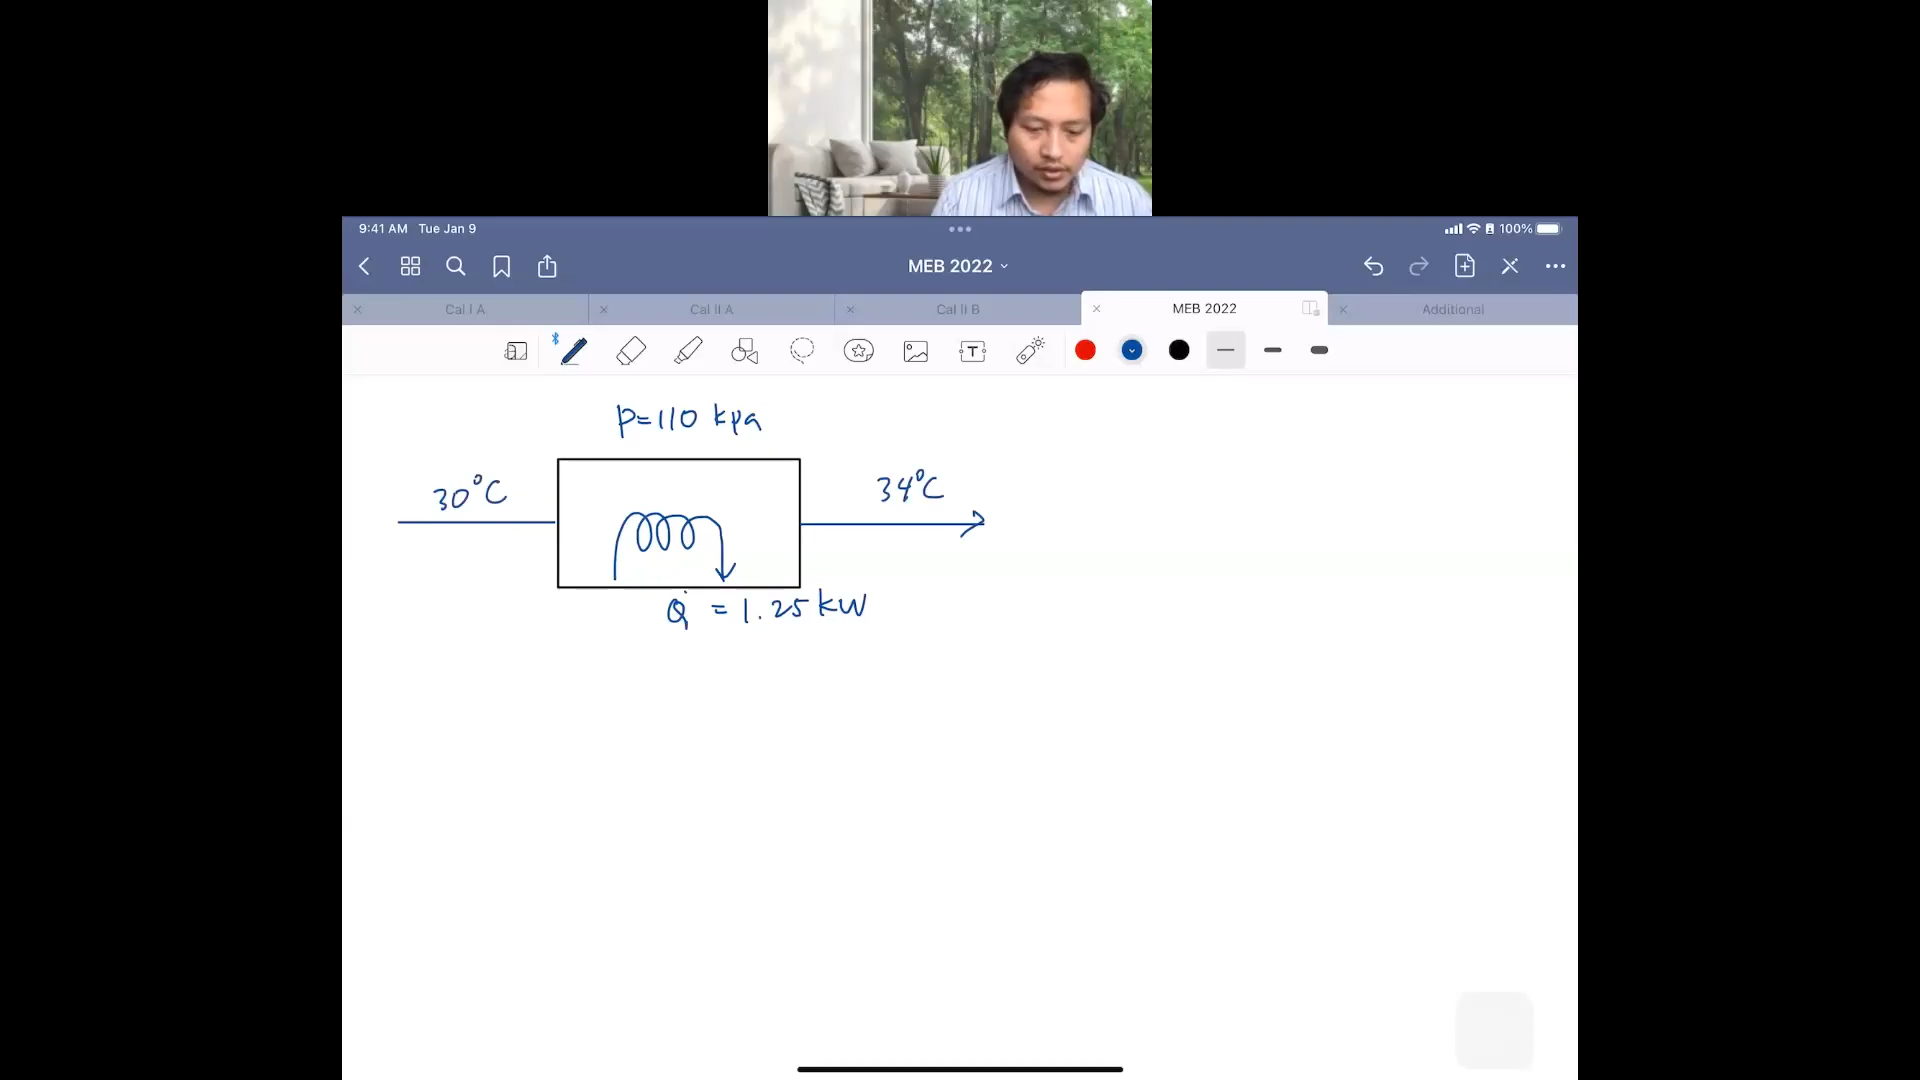 9:41 AM Tue Jan 9
100%
MEB 2022
Cal I A
Cal II A
Cal II B
MEB 2022
Additional
T
P=110 kpa
30°C
34°C
Q̇ = 1.25 kW